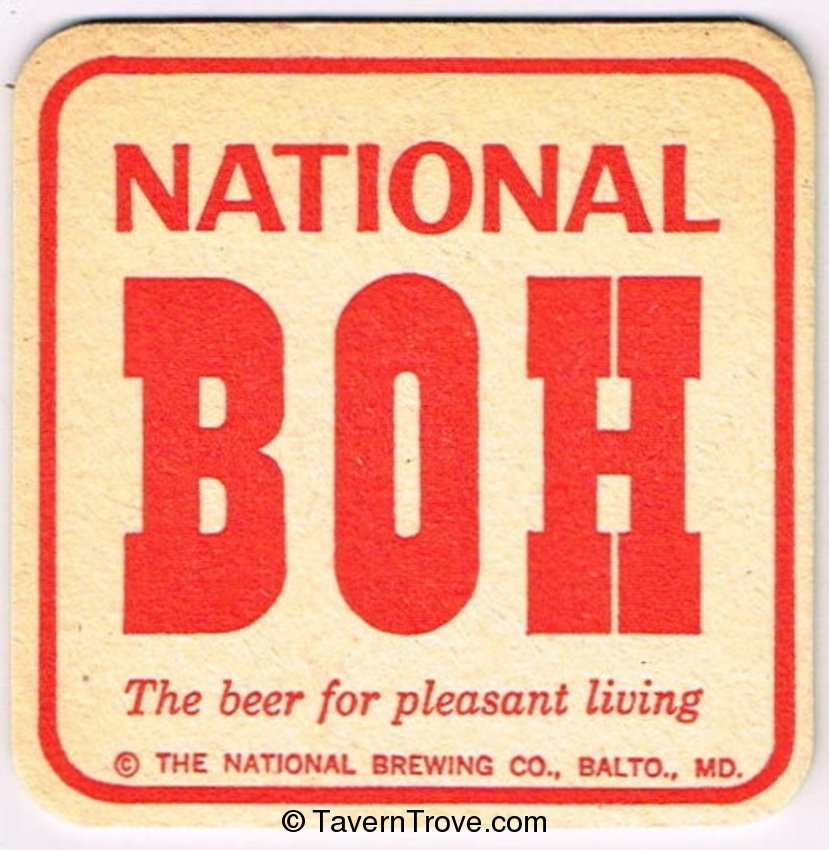 NATIONAL
BOH
The beer for pleasant living
© THE NATIONAL BREWING CO., BALTO., MD.
© TavernTrove.com